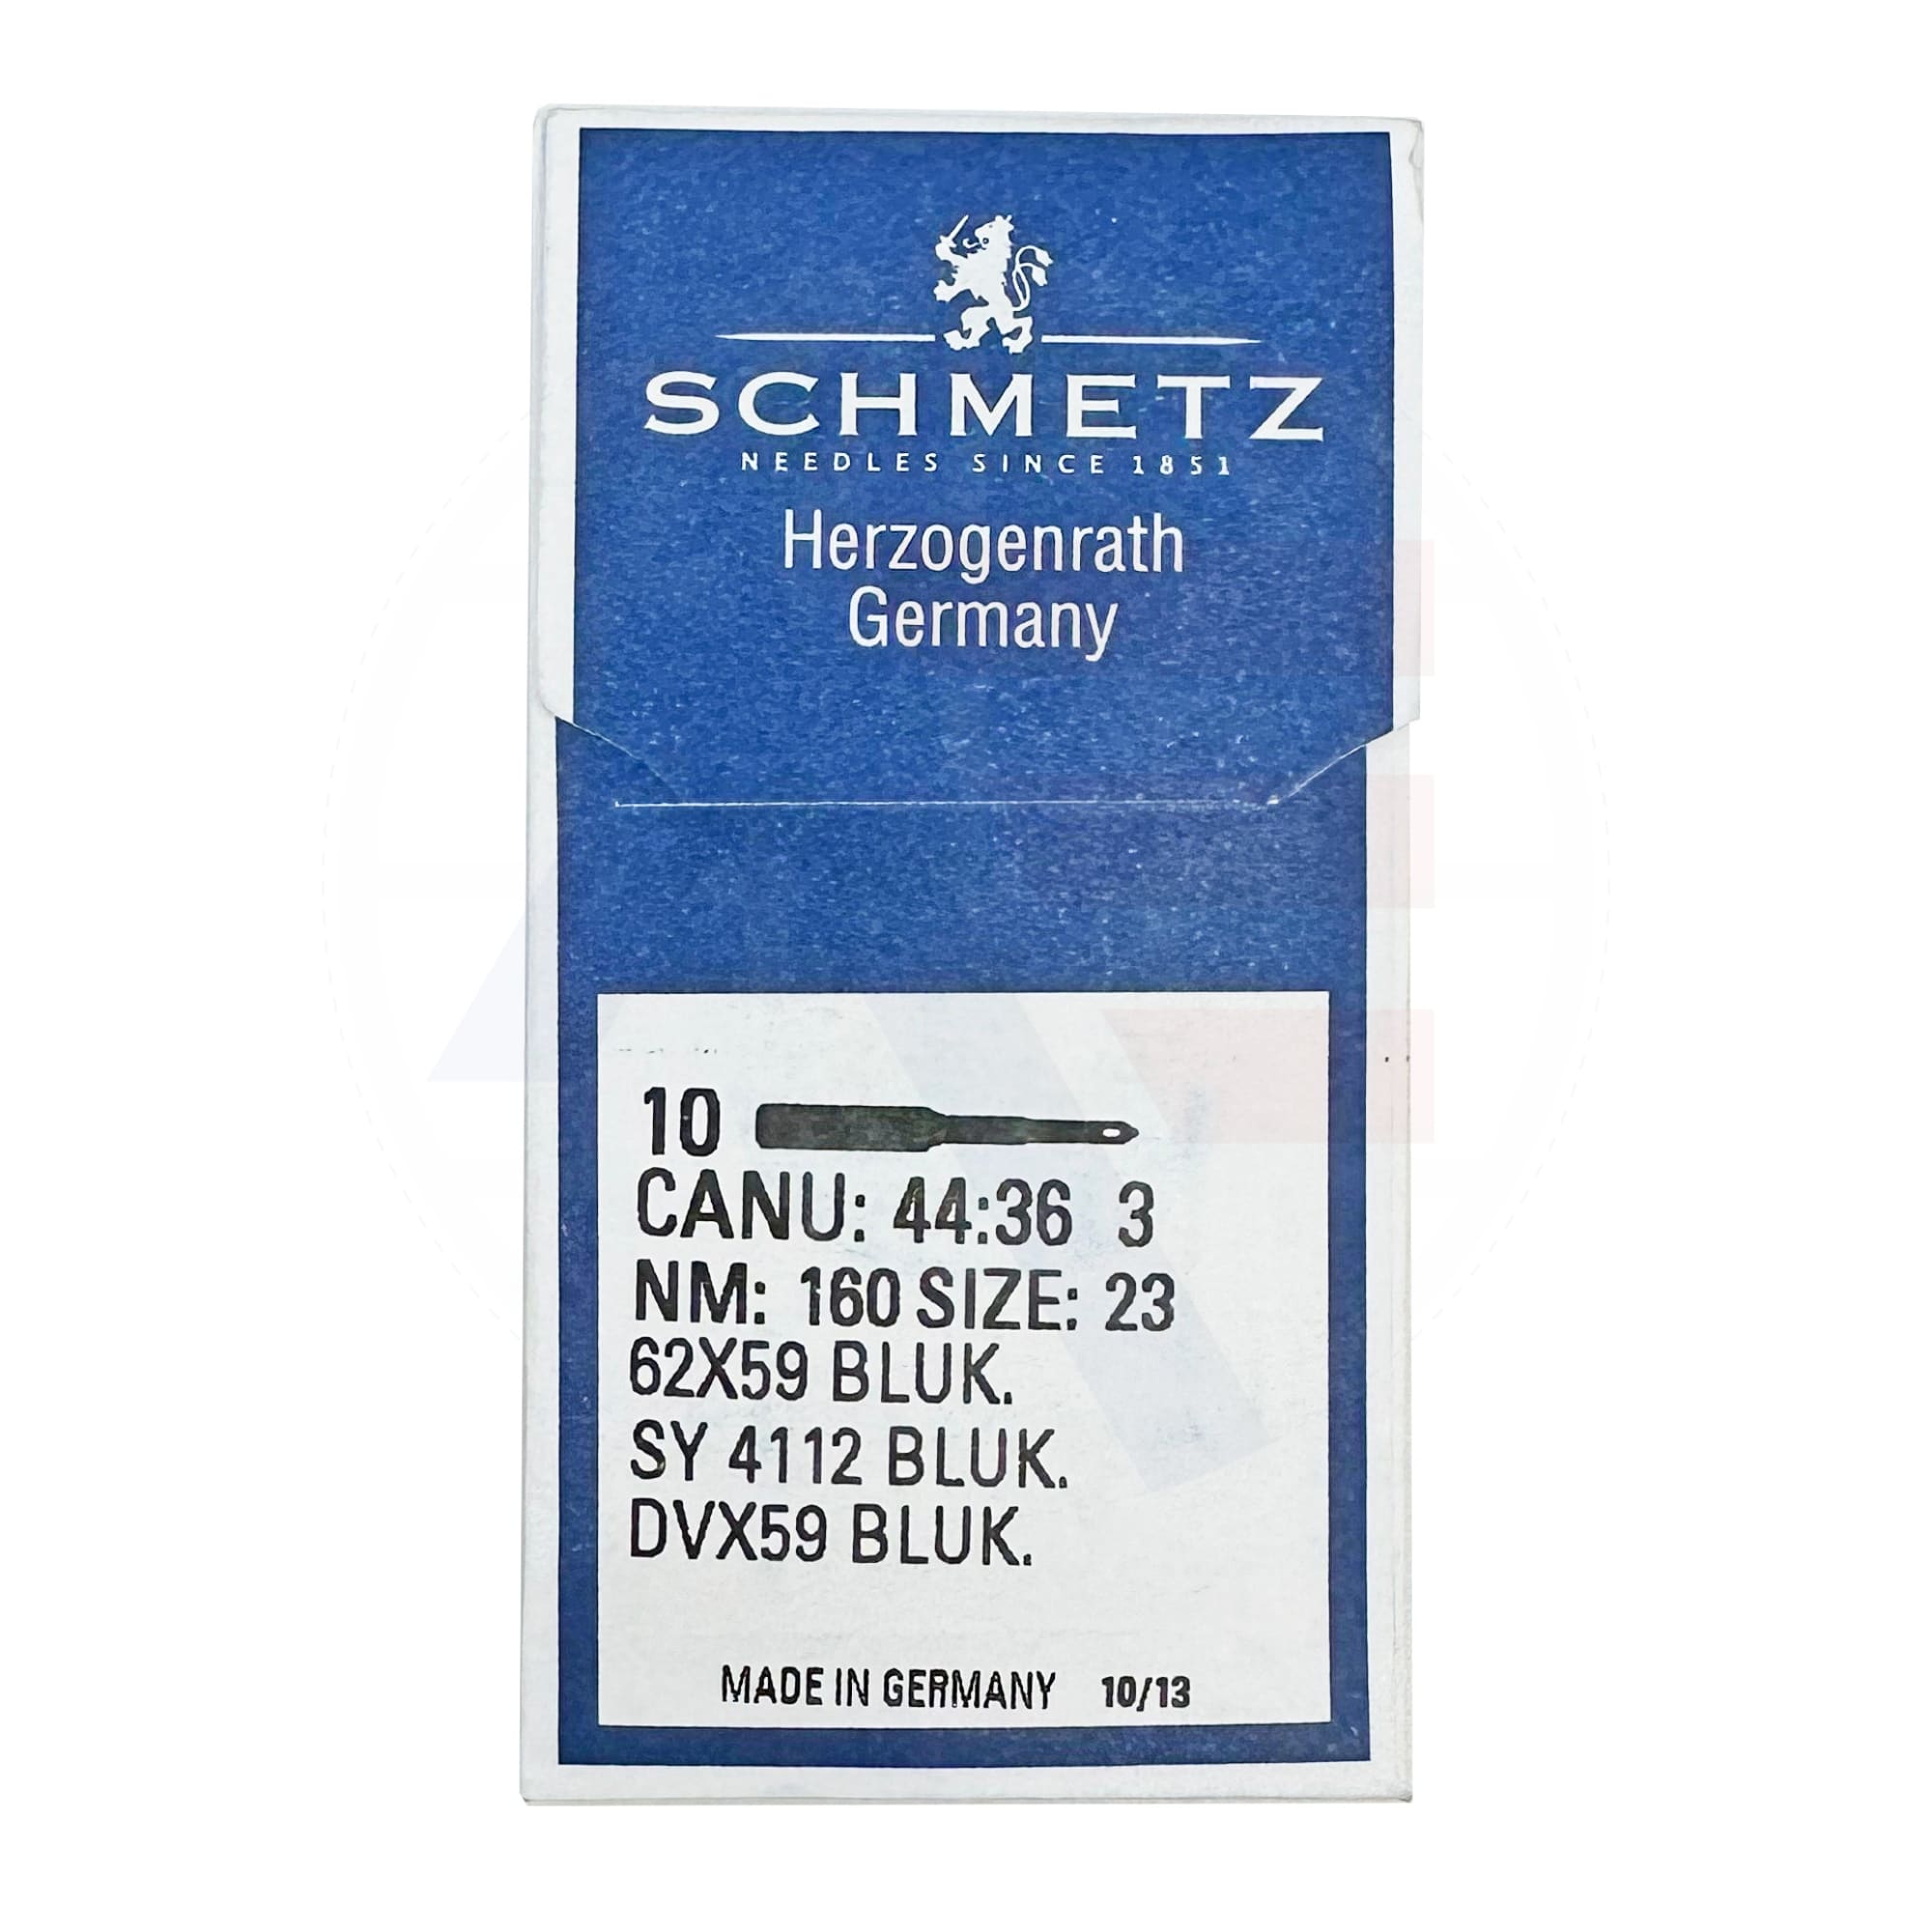 SCHMETZ
NEEDLES SINCE 1851
Herzogenrath
Germany
10
CANU: 44:36 3
NM: 160 SIZE: 23
62X59 BLUK.
SY 4112 BLUK.
DVX59 BLUK.
MADE IN GERMANY 10/13